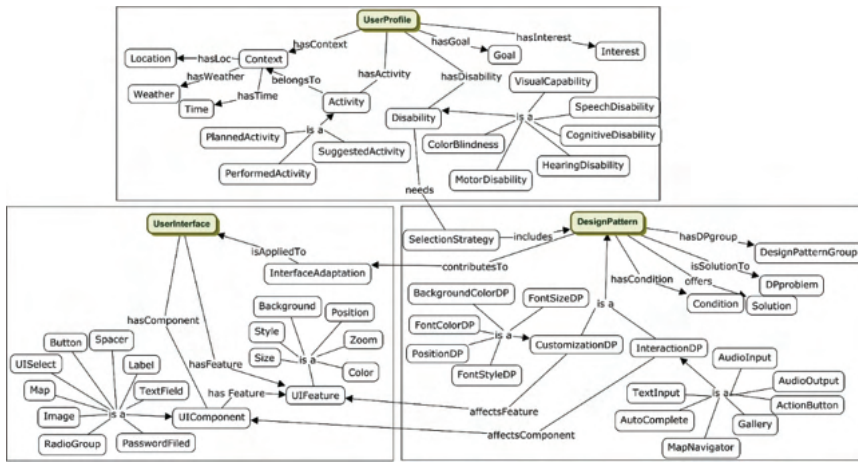 UserProfile
hasContext
hasGoal
hasInterest
Location
hasLoc
Context
Goal
Interest
hasWeather
hasActivity
hasDisability
Weather
belongsTo
VisualCapability
hasTime
Time
Activity
SpeechDisability
Disability
is a
is a
PlannedActivity
CognitiveDisability
ColorBlindness
SuggestedActivity
HearingDisability
PerformedActivity
MotorDisability
needs
UserInterface
DesignPattern
SelectionStrategy
includes
hasDPgroup
isAppliedTo
DesignPatternGroup
InterfaceAdaptation
contributesTo
isSolutionTo
hasCondition
offers
DPproblem
Background
BackgroundColorDP
FontSizeDP
Condition
Solution
Position
is a
hasComponent
Style
FontColorDP
is a
Button
Spacer
Zoom
CustomizationDP
InteractionDP
Size
is a
PositionDP
UISelect
Label
hasFeature
Color
FontStyleDP
AudioInput
Map
TextField
has Feature
UIFeature
TextInput
AudioOutput
is a
Image
is a
UIComponent
affectsFeature
AutoComplete
ActionButton
Gallery
RadioGroup
PasswordFiled
affectsComponent
MapNavigator